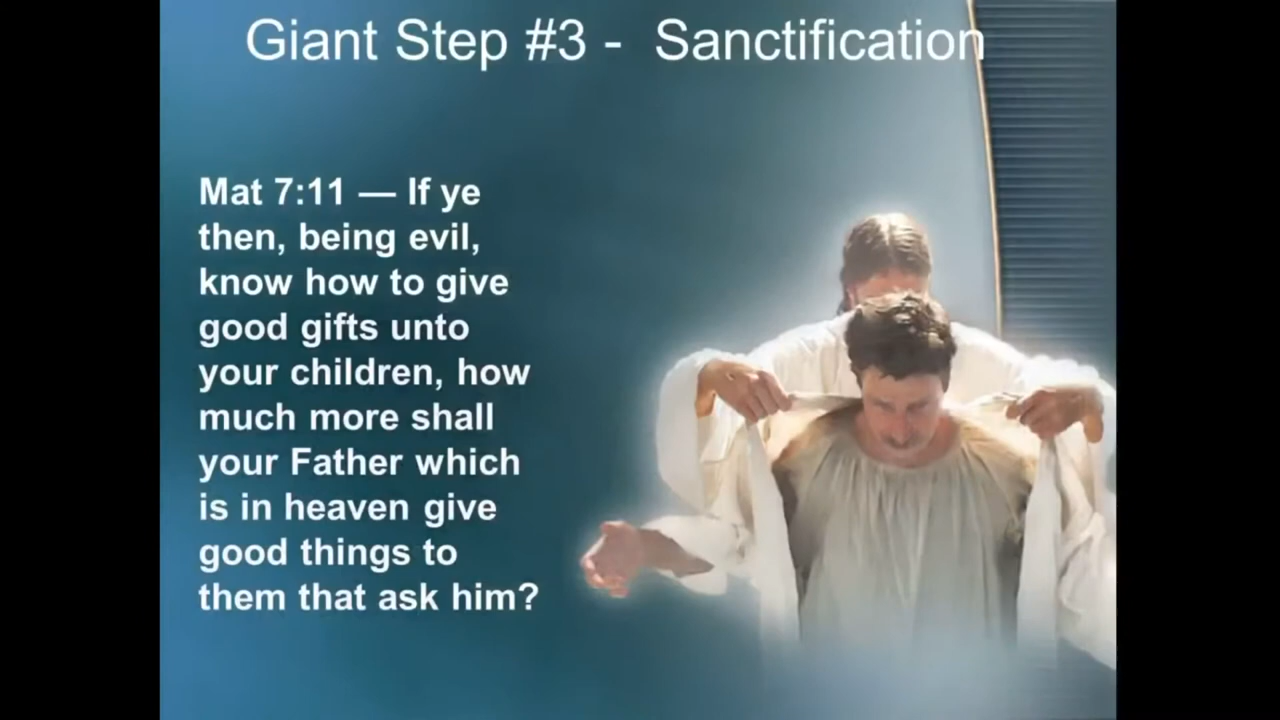 Giant Step #3 - Sanctification
Mat 7:11 — If ye
then, being evil,
know how to give
good gifts unto
your children, how
much more shall
your Father which
is in heaven give
good things to
them that ask him?